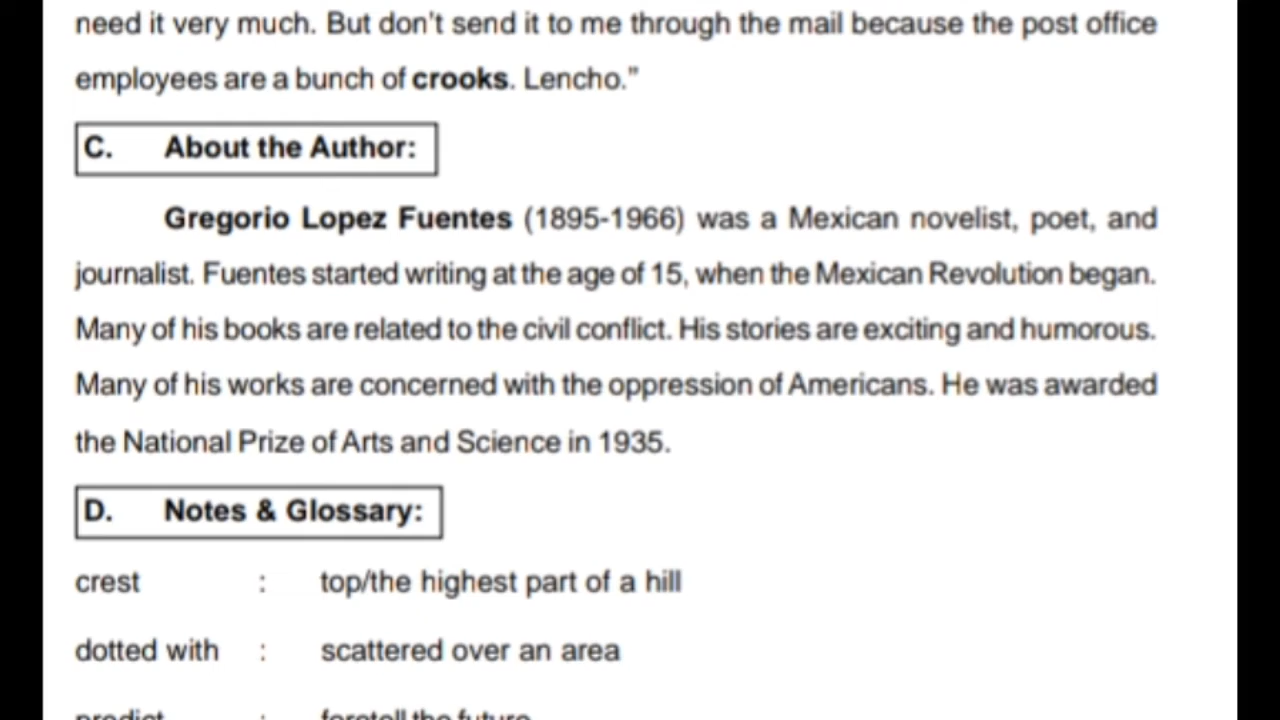 need it very much. But don't send it to me through the mail because the post office
employees are a bunch of crooks. Lencho.”
C. About the Author:
Gregorio Lopez Fuentes (1895-1966) was a Mexican novelist, poet, and
journalist. Fuentes started writing at the age of 15, when the Mexican Revolution began.
Many of his books are related to the civil conflict. His stories are exciting and humorous.
Many of his works are concerned with the oppression of Americans. He was awarded
the National Prize of Arts and Science in 1935.
D. Notes & Glossary:
crest : top/the highest part of a hill
dotted with : scattered over an area
predict : foretell the future